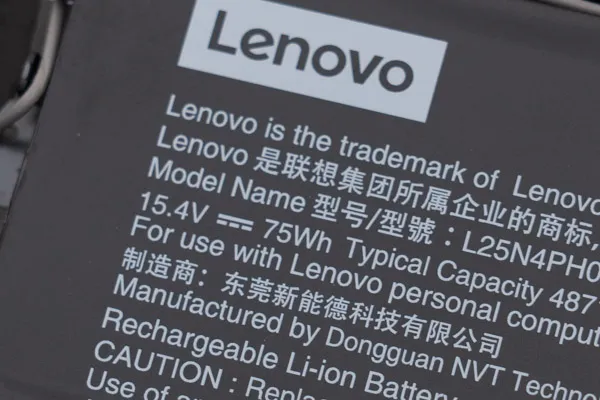 Lenovo
Lenovo is the trademark of Lenovo
Lenovo 是联想集团所属企业的商标,
Model Name 型号/型號：L25N4PH0
15.4V ⎓ 75Wh Typical Capacity 487
For use with Lenovo personal comput
制造商：东莞新能德科技有限公司
Manufactured by Dongguan NVT Techno
Rechargeable Li-ion Battery
CAUTION : Repla
Use of